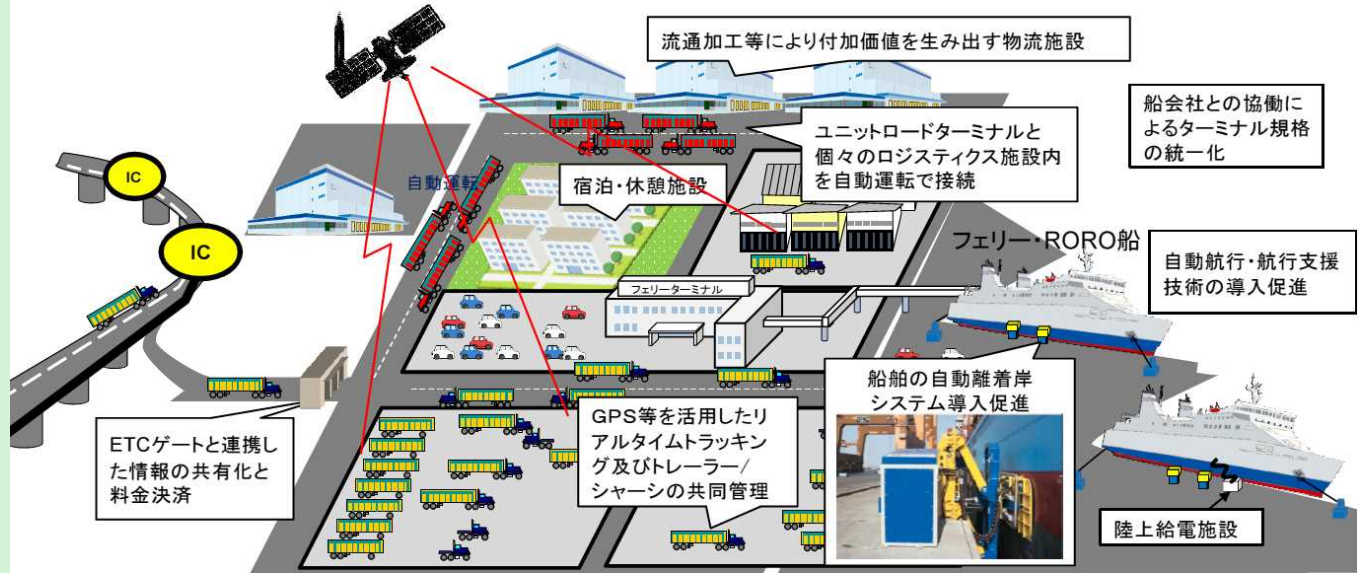 流通加工等により付加価値を生み出す物流施設
船会社との協働に
よるターミナル規格
の統一化
ユニットロードターミナルと
個々のロジスティクス施設内
を自動運転で接続
IC
自動運転
宿泊・休憩施設
IC
フェリー・RORO船
自動航行・航行支援
技術の導入促進
フェリーターミナル
船舶の自動離着岸
システム導入促進
GPS等を活用したリ
アルタイムトラッキン
グ及びトレーラー/
シャーシの共同管理
ETCゲートと連携し
た情報の共有化と
料金決済
陸上給電施設